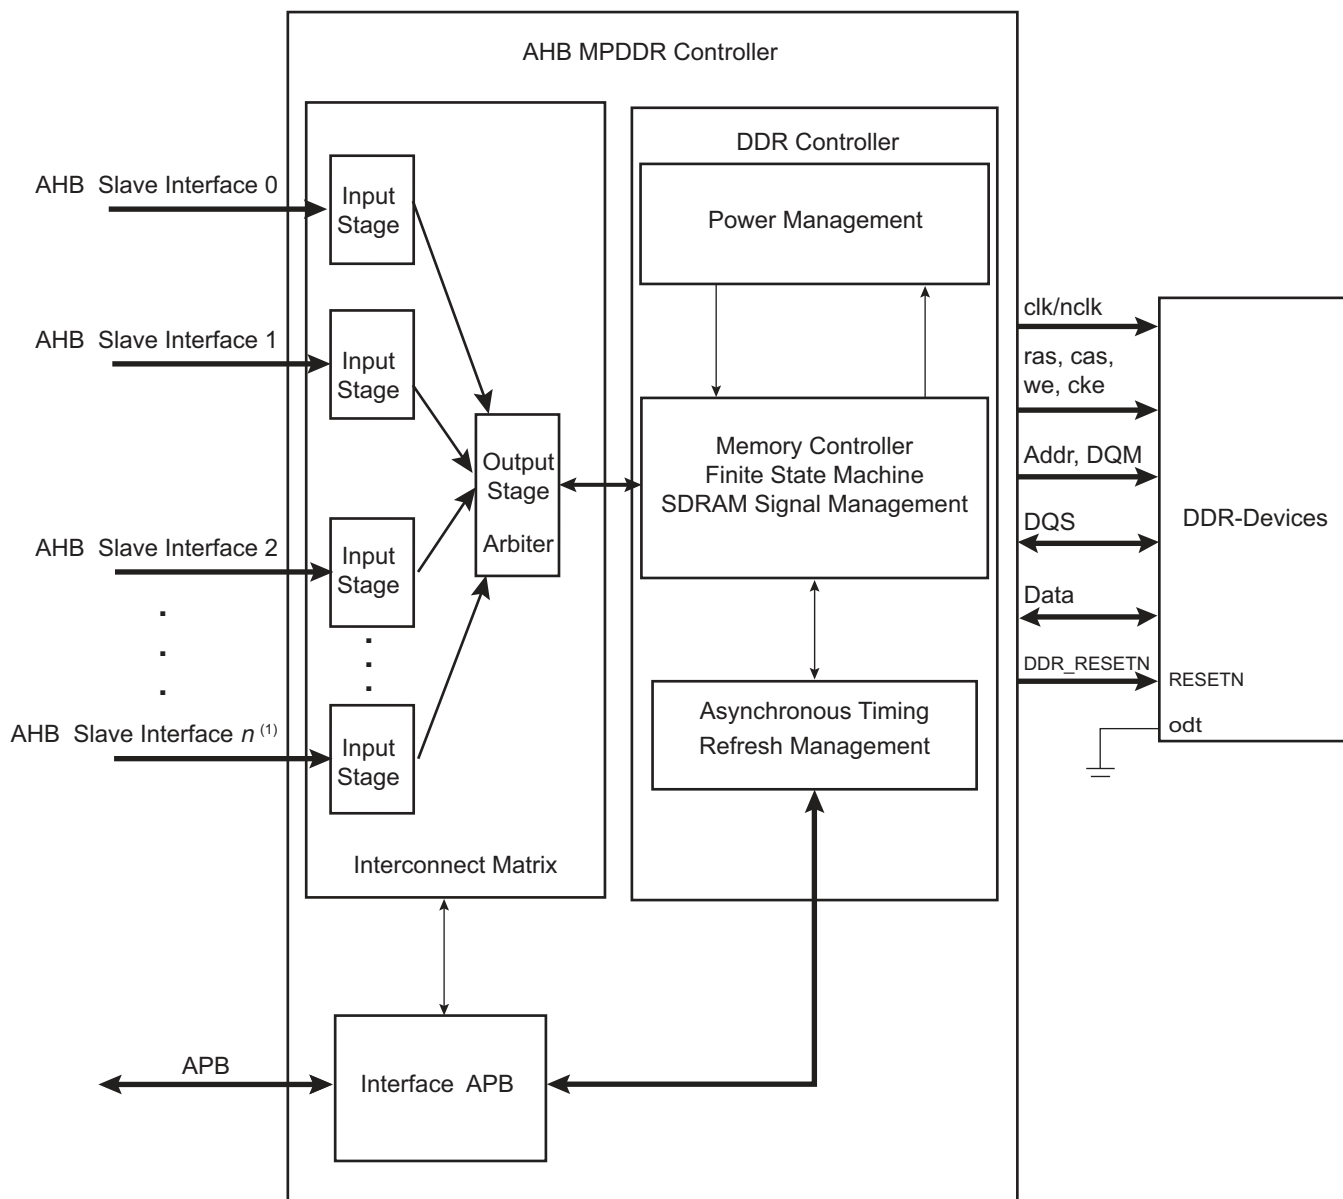 AHB MPDDR Controller
AHB Slave Interface 0
AHB Slave Interface 1
AHB Slave Interface 2
.
.
.
AHB Slave Interface n (1)
Input
Stage
Input
Stage
Input
Stage
.
.
.
Input
Stage
Output
Stage
Arbiter
Interconnect Matrix
DDR Controller
Power Management
Memory Controller
Finite State Machine
SDRAM Signal Management
Asynchronous Timing
Refresh Management
APB
Interface APB
clk/nclk
ras, cas,
we, cke
Addr, DQM
DQS
Data
DDR_RESETN
DDR-Devices
RESETN
odt